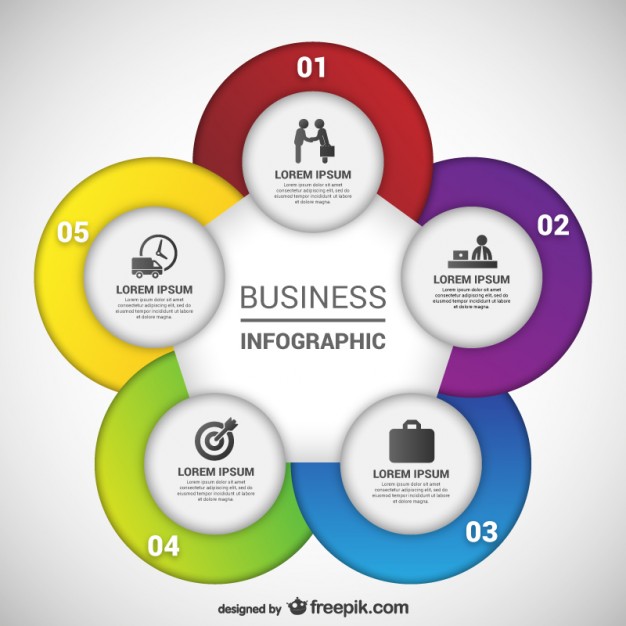 01
LOREM IPSUM
Lorem ipsum dolor sit amet,
consectetur adipiscing elit, sed
do eiusmod tempor incididunt
ut labore et dolore magna.
02
LOREM IPSUM
Lorem ipsum dolor sit amet,
consectetur adipiscing elit, sed
do eiusmod tempor incididunt
ut labore et dolore magna.
03
LOREM IPSUM
Lorem ipsum dolor sit amet,
consectetur adipiscing elit, sed
do eiusmod tempor incididunt
ut labore et dolore magna.
04
LOREM IPSUM
Lorem ipsum dolor sit amet,
consectetur adipiscing elit, sed
do eiusmod tempor incididunt
ut labore et dolore magna.
05
LOREM IPSUM
Lorem ipsum dolor sit amet,
consectetur adipiscing elit, sed do
eiusmod tempor incididunt ut labore
et dolore magna.
BUSINESS
INFOGRAPHIC
designed by freepik.com